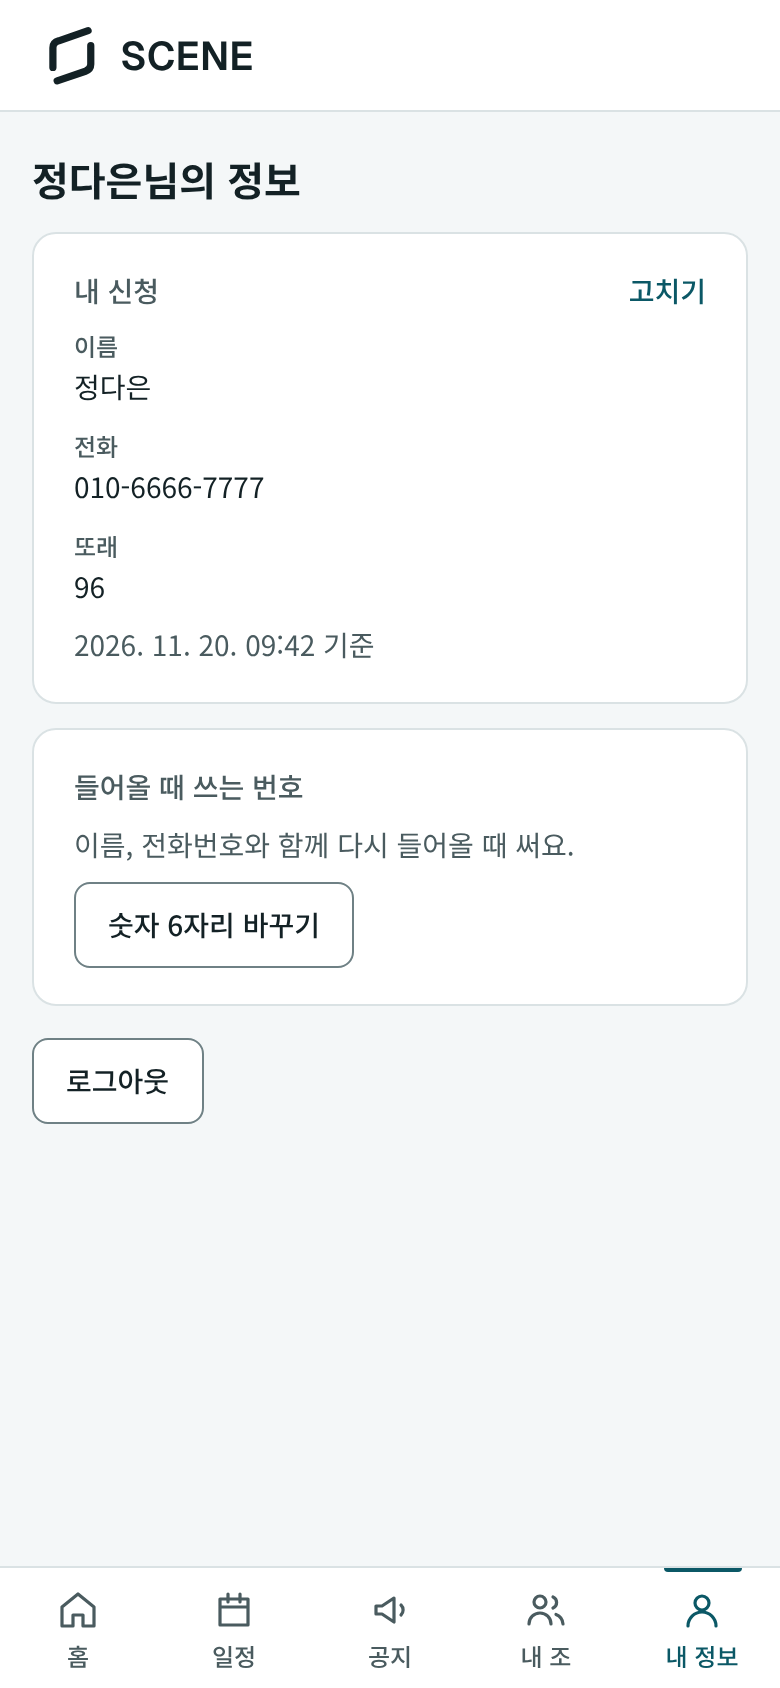 SCENE
정다은님의 정보
내 신청
고치기
이름
정다은
전화
010-6666-7777
또래
96
2026. 11. 20. 09:42 기준
들어올 때 쓰는 번호
이름, 전화번호와 함께 다시 들어올 때 써요.
숫자 6자리 바꾸기
로그아웃
홈
일정
공지
내 조
내 정보